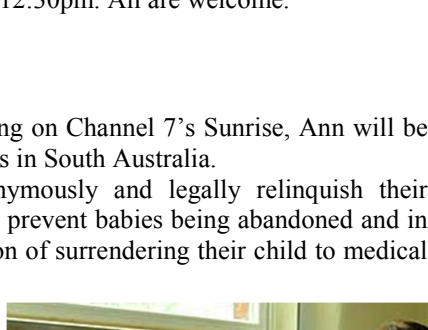 12.30pm. All are welcome.
ng on Channel 7’s Sunrise, Ann will be
s in South Australia.
nymously and legally relinquish their
prevent babies being abandoned and in
on of surrendering their child to medical